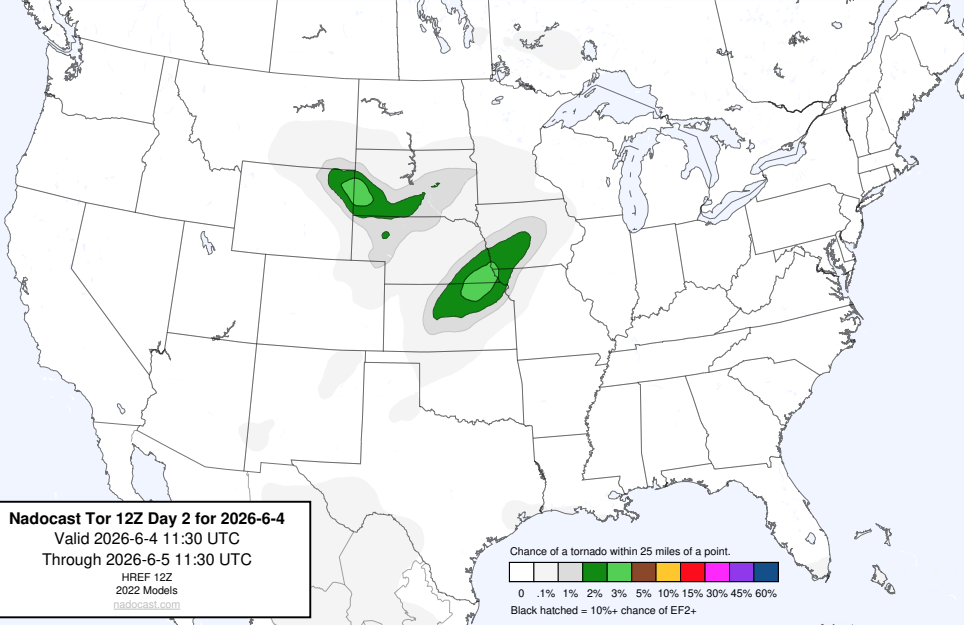 Nadocast Tor 12Z Day 2 for 2026-6-4
Valid 2026-6-4 11:30 UTC
Through 2026-6-5 11:30 UTC
HREF 12Z
2022 Models
nadocast.com
Chance of a tornado within 25 miles of a point.
0 .1% 1% 2% 3% 5% 10% 15% 30% 45% 60%
Black hatched = 10%+ chance of EF2+